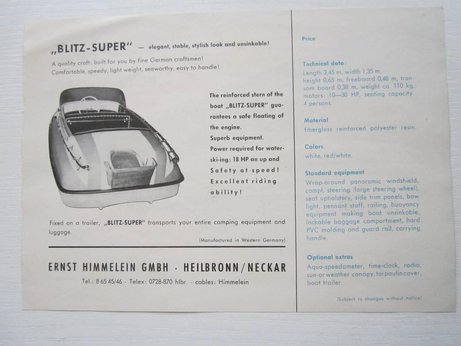 „BLITZ-SUPER" — elegant, stable, stylish look and unsinkable!
A quality craft. built for you by fine German craftsmen!
Comfortable, speedy, light weight, seaworthy, easy to handle!
The reinforced stern of the
boat „BLITZ-SUPER" gua-
rantees a safe floating of
the engine.
Superb equipment.
Power required for water-
ski-ing: 18 HP an up and
Safety at speed!
Excellent riding
ability!
Fixed on a trailer, „BLITZ-SUPER" transports your entire camping equipment and
luggage.
(Manufactured in Western Germany)
ERNST HIMMELEIN GMBH · HEILBRONN/NECKAR
Tel.: 8 65 45/46 - Telex: 0728-870 hlbr. - cables: Himmelein
Price
Technical data:
Length 3,45 m, width 1,35 m,
height 0,65 m, freeboard 0,48 m, tran-
som board 0,38 m, weight ca. 110 kg,
motors: 10—30 HP, seating capacity
4 persons
Material
fiberglass reinforced polyester resin.
Colors
white, red/white.
Standard equipment
Wrap-around panoramic windshield,
compl. steering (large steering wheel),
seat upholstery, side trim panels, bow
light, pennant staff, railing, buoyancy
equipment making boat unsinkable,
lockable baggage compartment, hard
PVC molding and guard rail, carrying
handle.
Optional extras:
Aqua-speedometer, time-clock, radio,
sun-or weather canopy, tarpaulin cover,
boat trailer
(Subject to changes without notice)